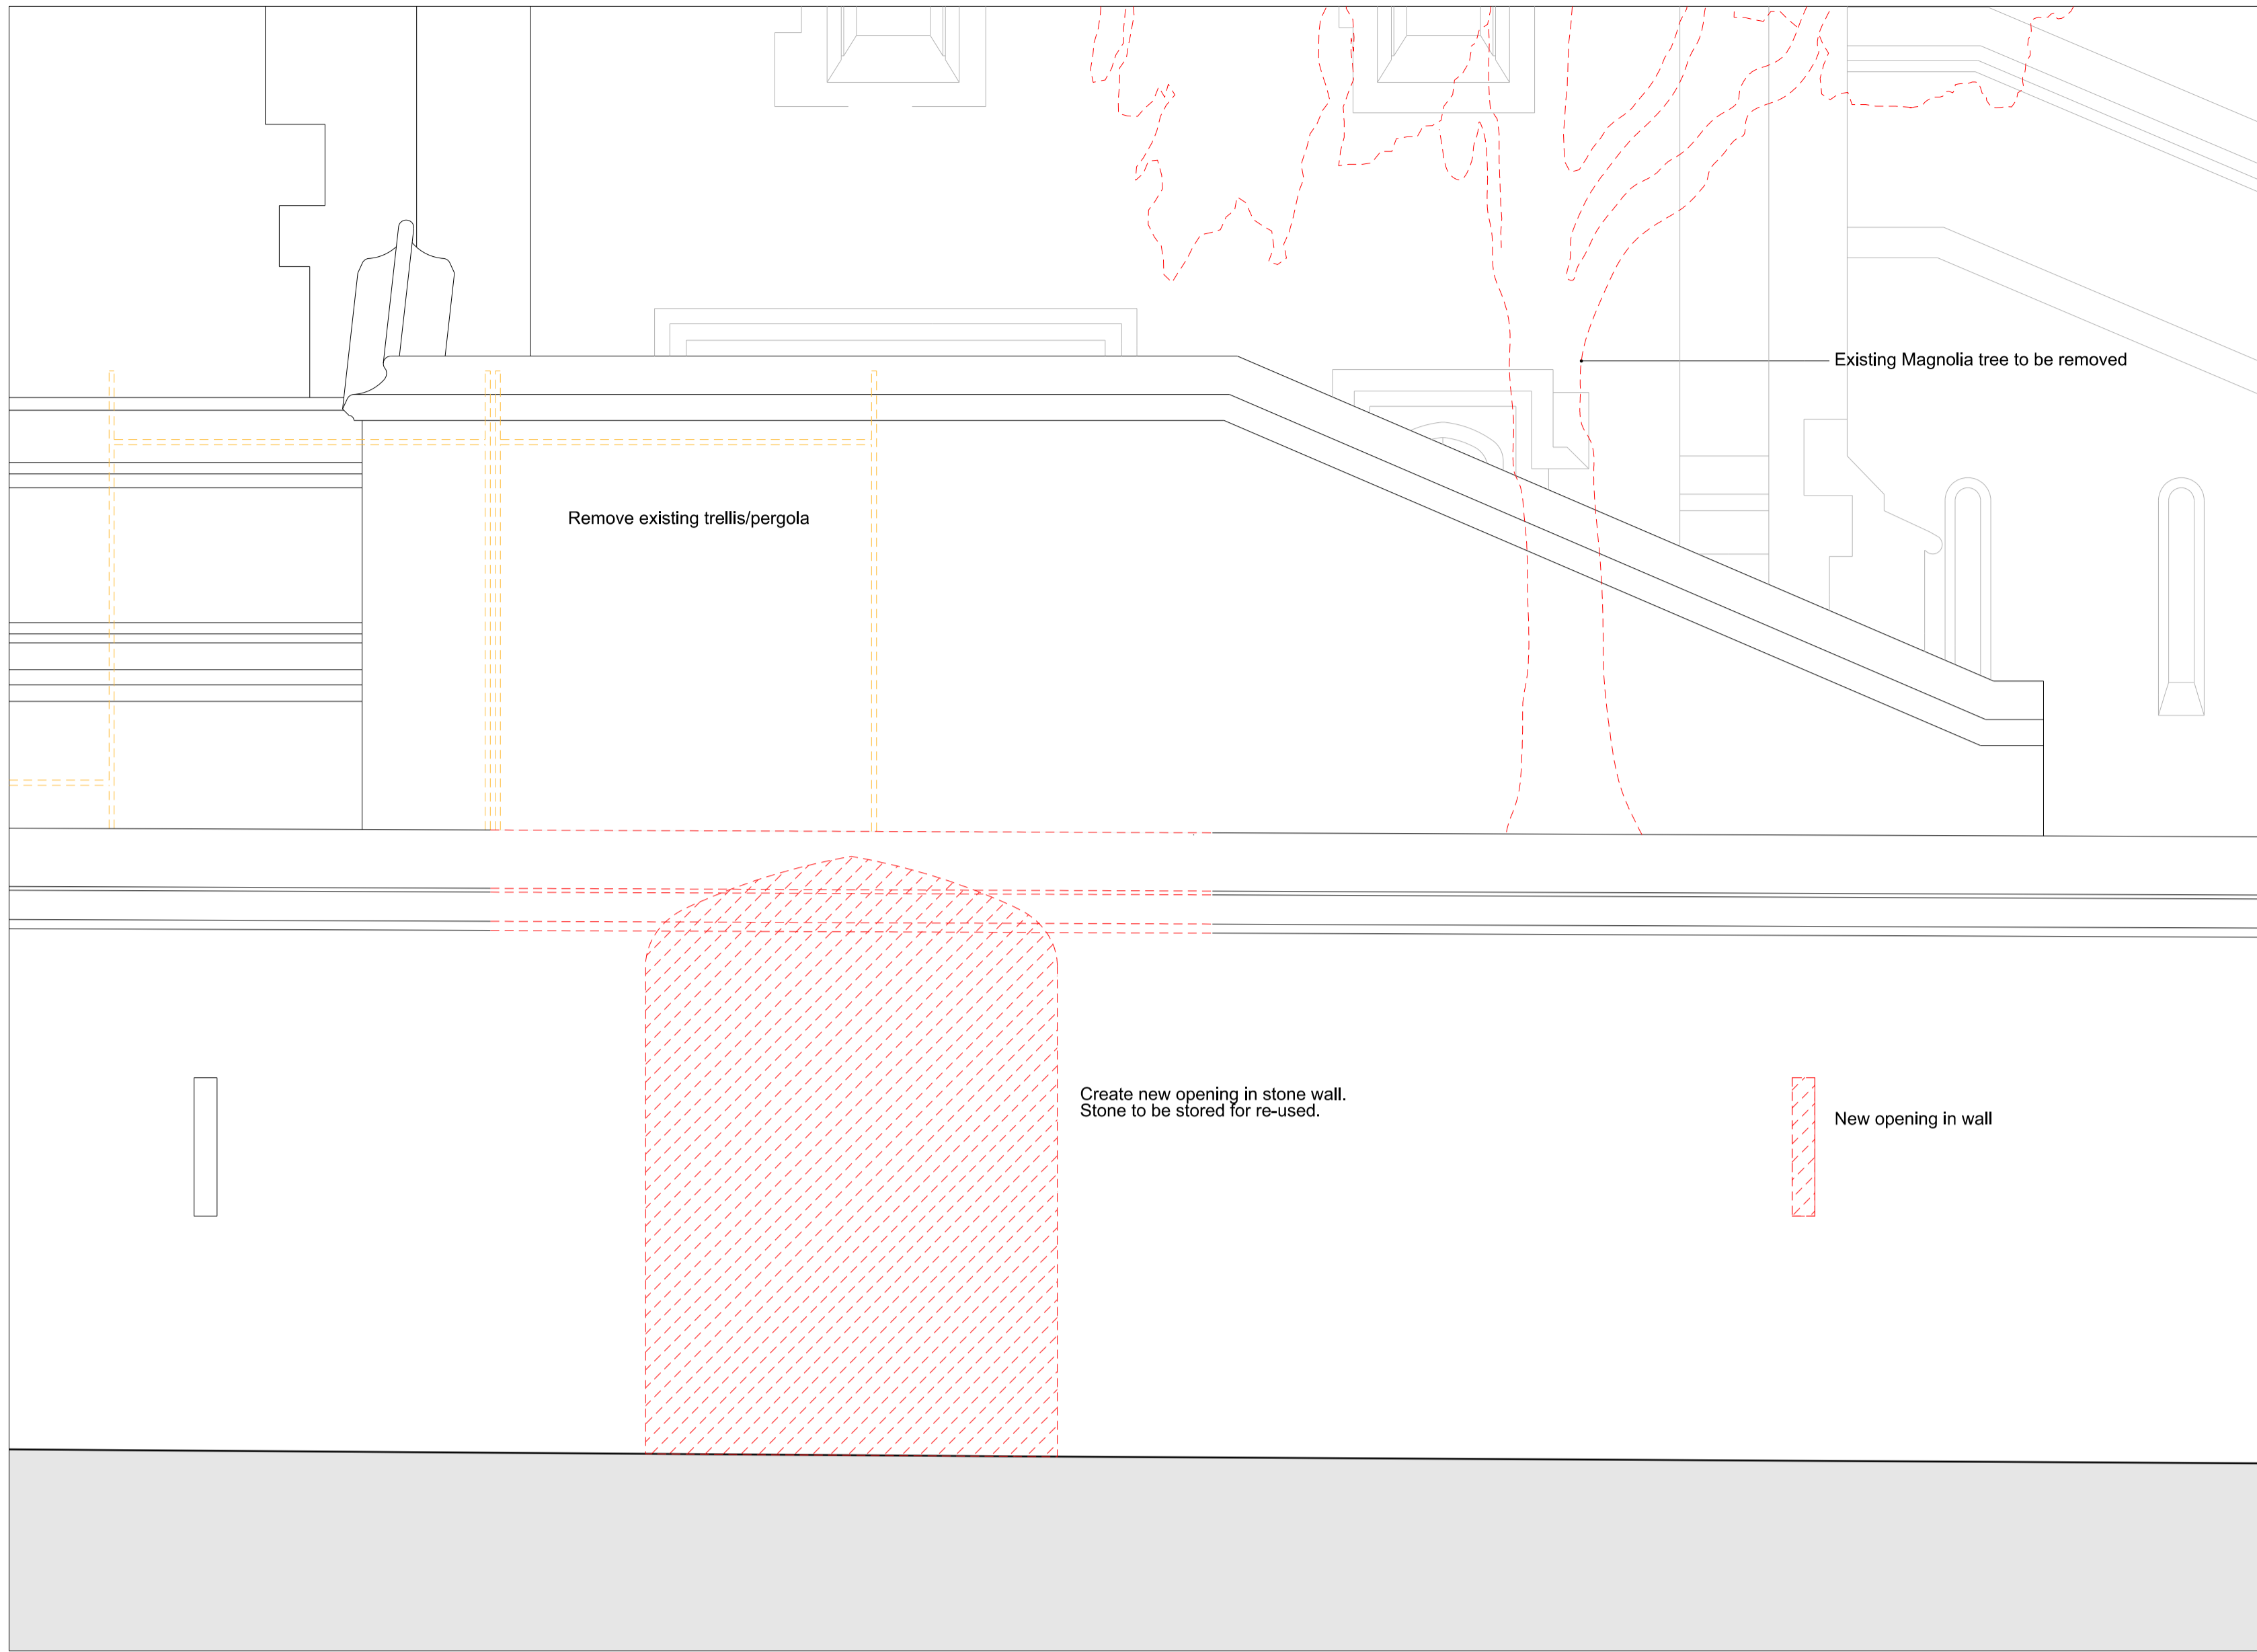 Existing Magnolia tree to be removed
Remove existing trellis/pergola
Create new opening in stone wall.
Stone to be stored for re-used.
New opening in wall